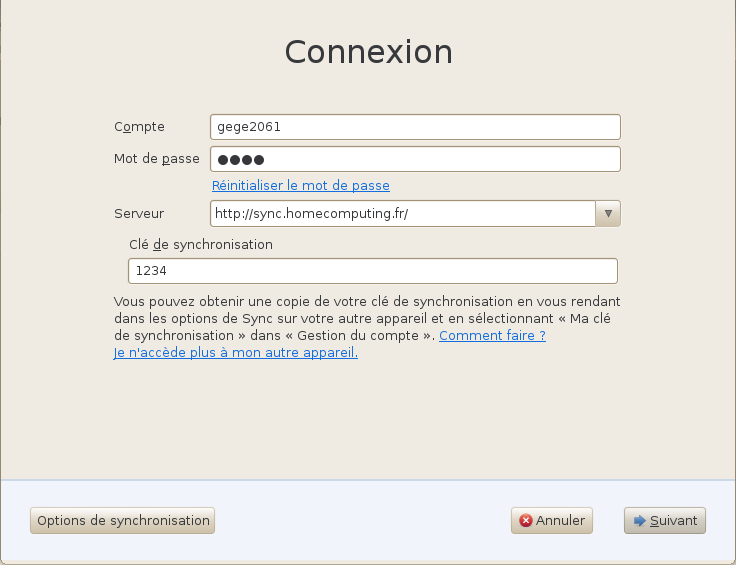 Connexion
Compte
gege2061
Mot de passe
●●●●
Réinitialiser le mot de passe
Serveur
http://sync.homecomputing.fr/
Clé de synchronisation
1234
Vous pouvez obtenir une copie de votre clé de synchronisation en vous rendant
dans les options de Sync sur votre autre appareil et en sélectionnant « Ma clé
de synchronisation » dans « Gestion du compte ». Comment faire ?
Je n'accède plus à mon autre appareil.
Options de synchronisation
Annuler
Suivant